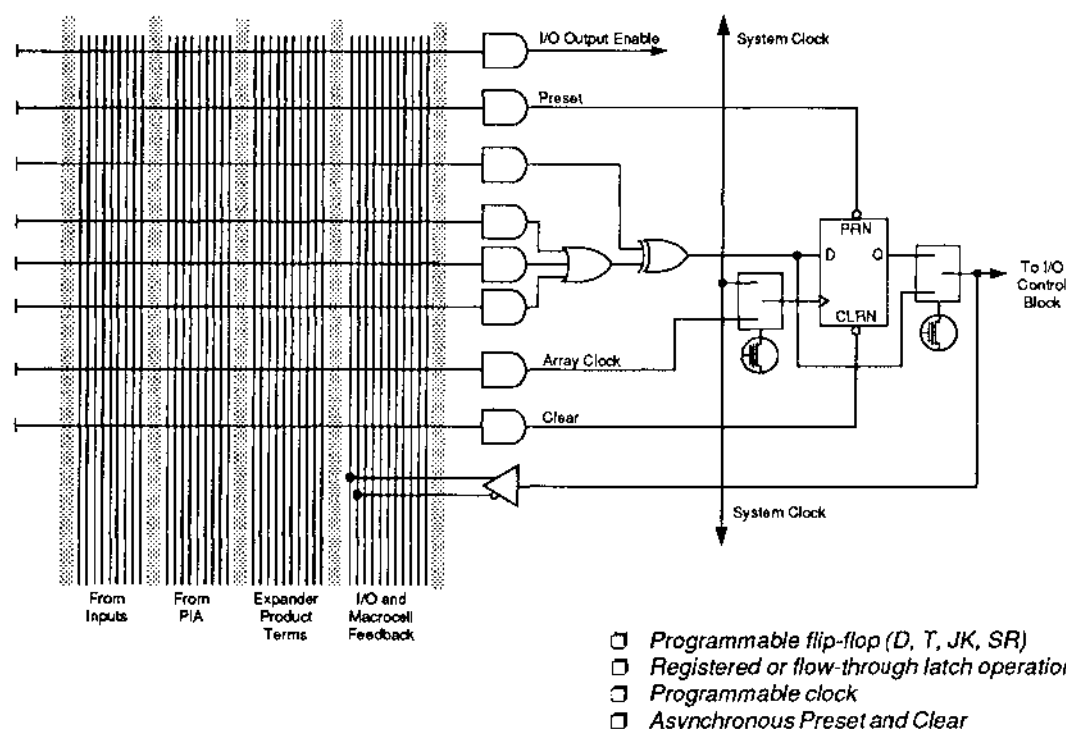 I/O Output Enable
System Clock
Preset
PRN
D
Q
To I/O
Control
Block
CLRN
Array Clock
Clear
System Clock
From
Inputs
From
PIA
Expander
Product
Terms
I/O and
Macrocell
Feedback
Programmable flip-flop (D, T, JK, SR)
Registered or flow-through latch operation
Programmable clock
Asynchronous Preset and Clear